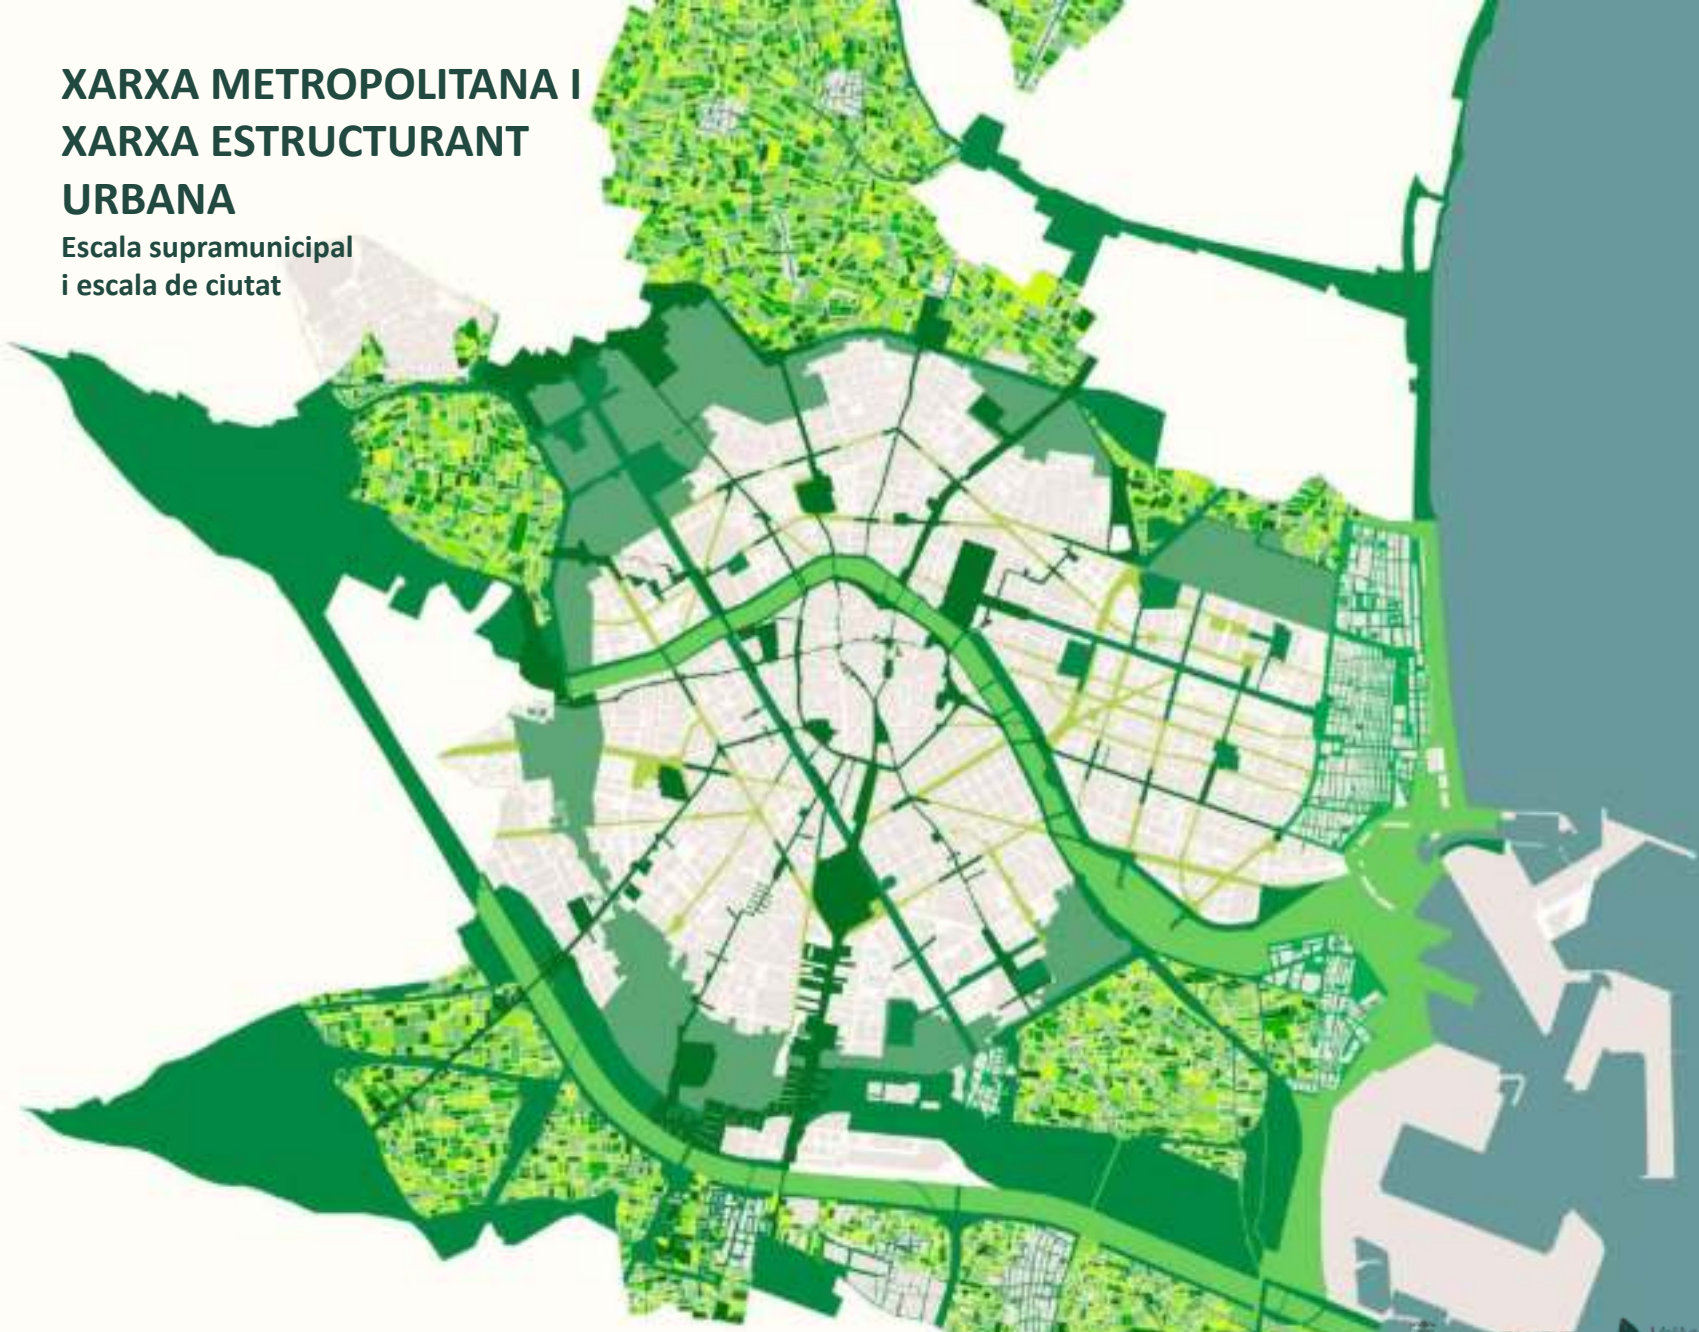 XARXA METROPOLITANA I
XARXA ESTRUCTURANT
URBANA
Escala supramunicipal
i escala de ciutat